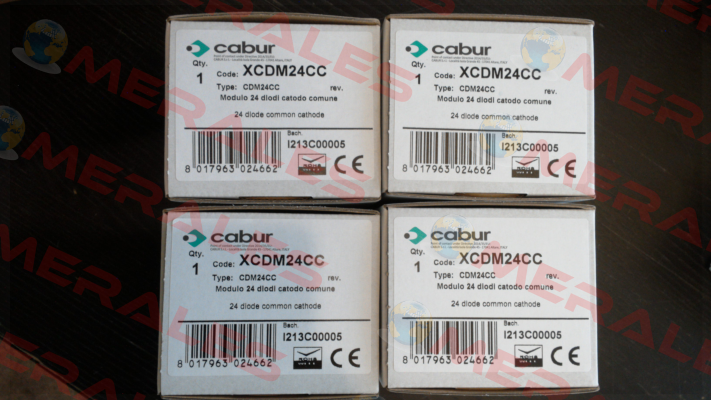 cabur
Qty.
1
Code: XCDM24CC
Type: CDM24CC rev.
Modulo 24 diodi catodo comune
24 diode common cathode
Bach.
I213C00005
8 017963 024662
CE
cabur
Qty.
1
Code: XCDM24CC
Type: CDM24CC rev.
Modulo 24 diodi catodo comune
24 diode common cathode
Bach.
I213C00005
8 017963 024662
CE
cabur
Qty.
1
Code: XCDM24CC
Type: CDM24CC rev.
Modulo 24 diodi catodo comune
24 diode common cathode
Bach.
I213C00005
8 017963 024662
CE
cabur
Qty.
1
Code: XCDM24CC
Type: CDM24CC rev.
Modulo 24 diodi catodo comune
24 diode common cathode
Bach.
I213C00005
8 017963 024662
CE
MERALES